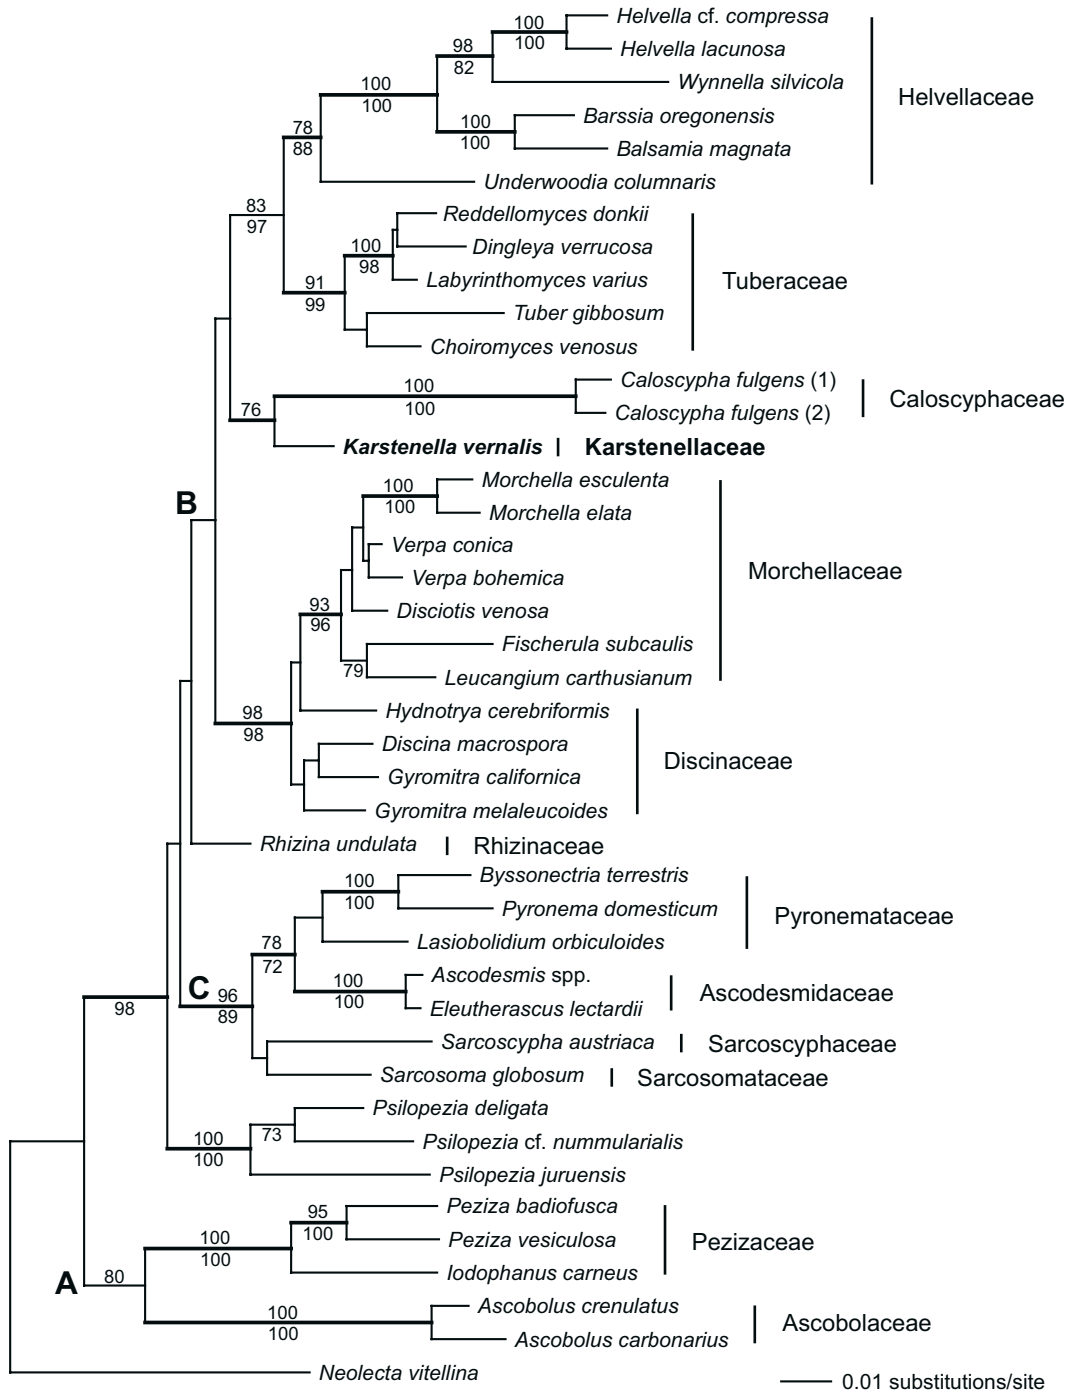 Helvella cf. compressa
100
100
Helvella lacunosa
98
82
Wynnella silvicola
100
100
Helvellaceae
Barssia oregonensis
100
100
Balsamia magnata
78
88
Underwoodia columnaris
83
97
Reddellomyces donkii
Dingleya verrucosa
100
98
Labyrinthomyces varius
Tuberaceae
91
99
Tuber gibbosum
Choiromyces venosus
Caloscypha fulgens (1)
100
100
Caloscyphaceae
Caloscypha fulgens (2)
76
Karstenella vernalis
Karstenellaceae
Morchella esculenta
100
100
B
Morchella elata
Verpa conica
Morchellaceae
Verpa bohemica
93
96
Disciotis venosa
Fischerula subcaulis
79
Leucangium carthusianum
98
98
Hydnotrya cerebriformis
Discina macrospora
Discinaceae
Gyromitra californica
Gyromitra melaleucoides
Rhizina undulata
Rhizinaceae
Byssonectria terrestris
100
100
Pyronema domesticum
Pyronemataceae
78
72
Lasiobolidium orbiculoides
Ascodesmis spp.
100
100
Ascodesmidaceae
C
96
89
98
Eleutherascus lectardii
Sarcoscypha austriaca
Sarcoscyphaceae
Sarcosoma globosum
Sarcosomataceae
Psilopezia deligata
73
100
100
Psilopezia cf. nummularialis
Psilopezia juruensis
Peziza badiofusca
95
100
100
100
Peziza vesiculosa
Pezizaceae
Iodophanus carneus
A
80
Ascobolus crenulatus
100
100
Ascobolaceae
Ascobolus carbonarius
Neolecta vitellina
0.01 substitutions/site